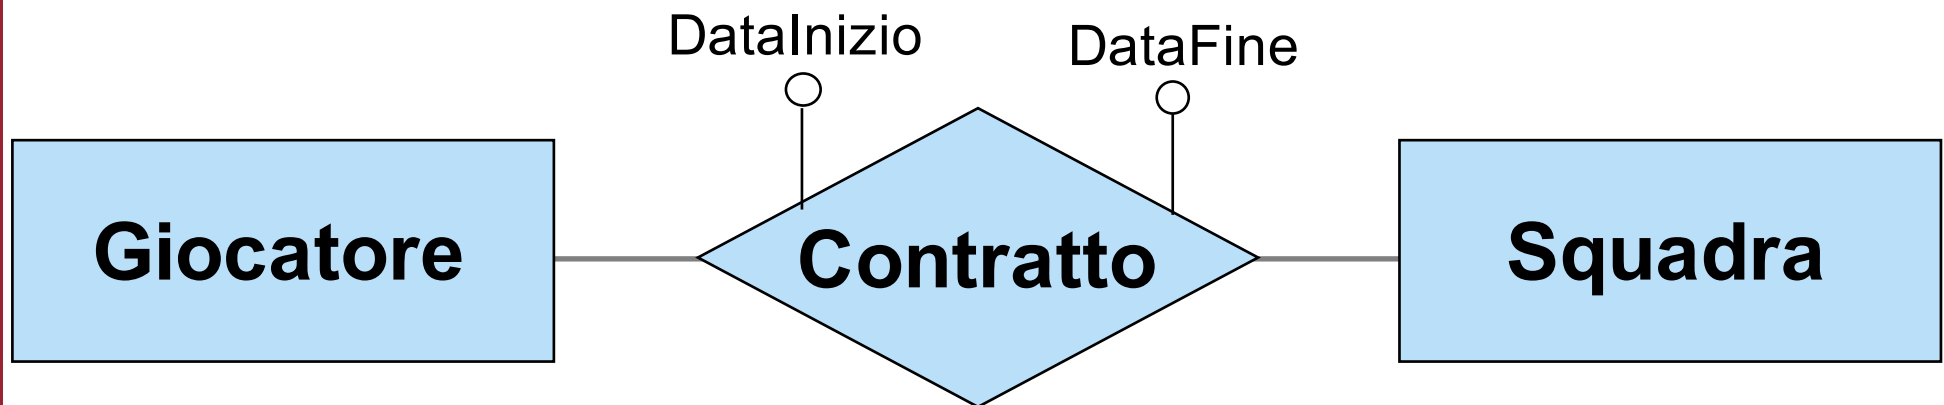 DataInizio
DataFine
Giocatore
Contratto
Squadra